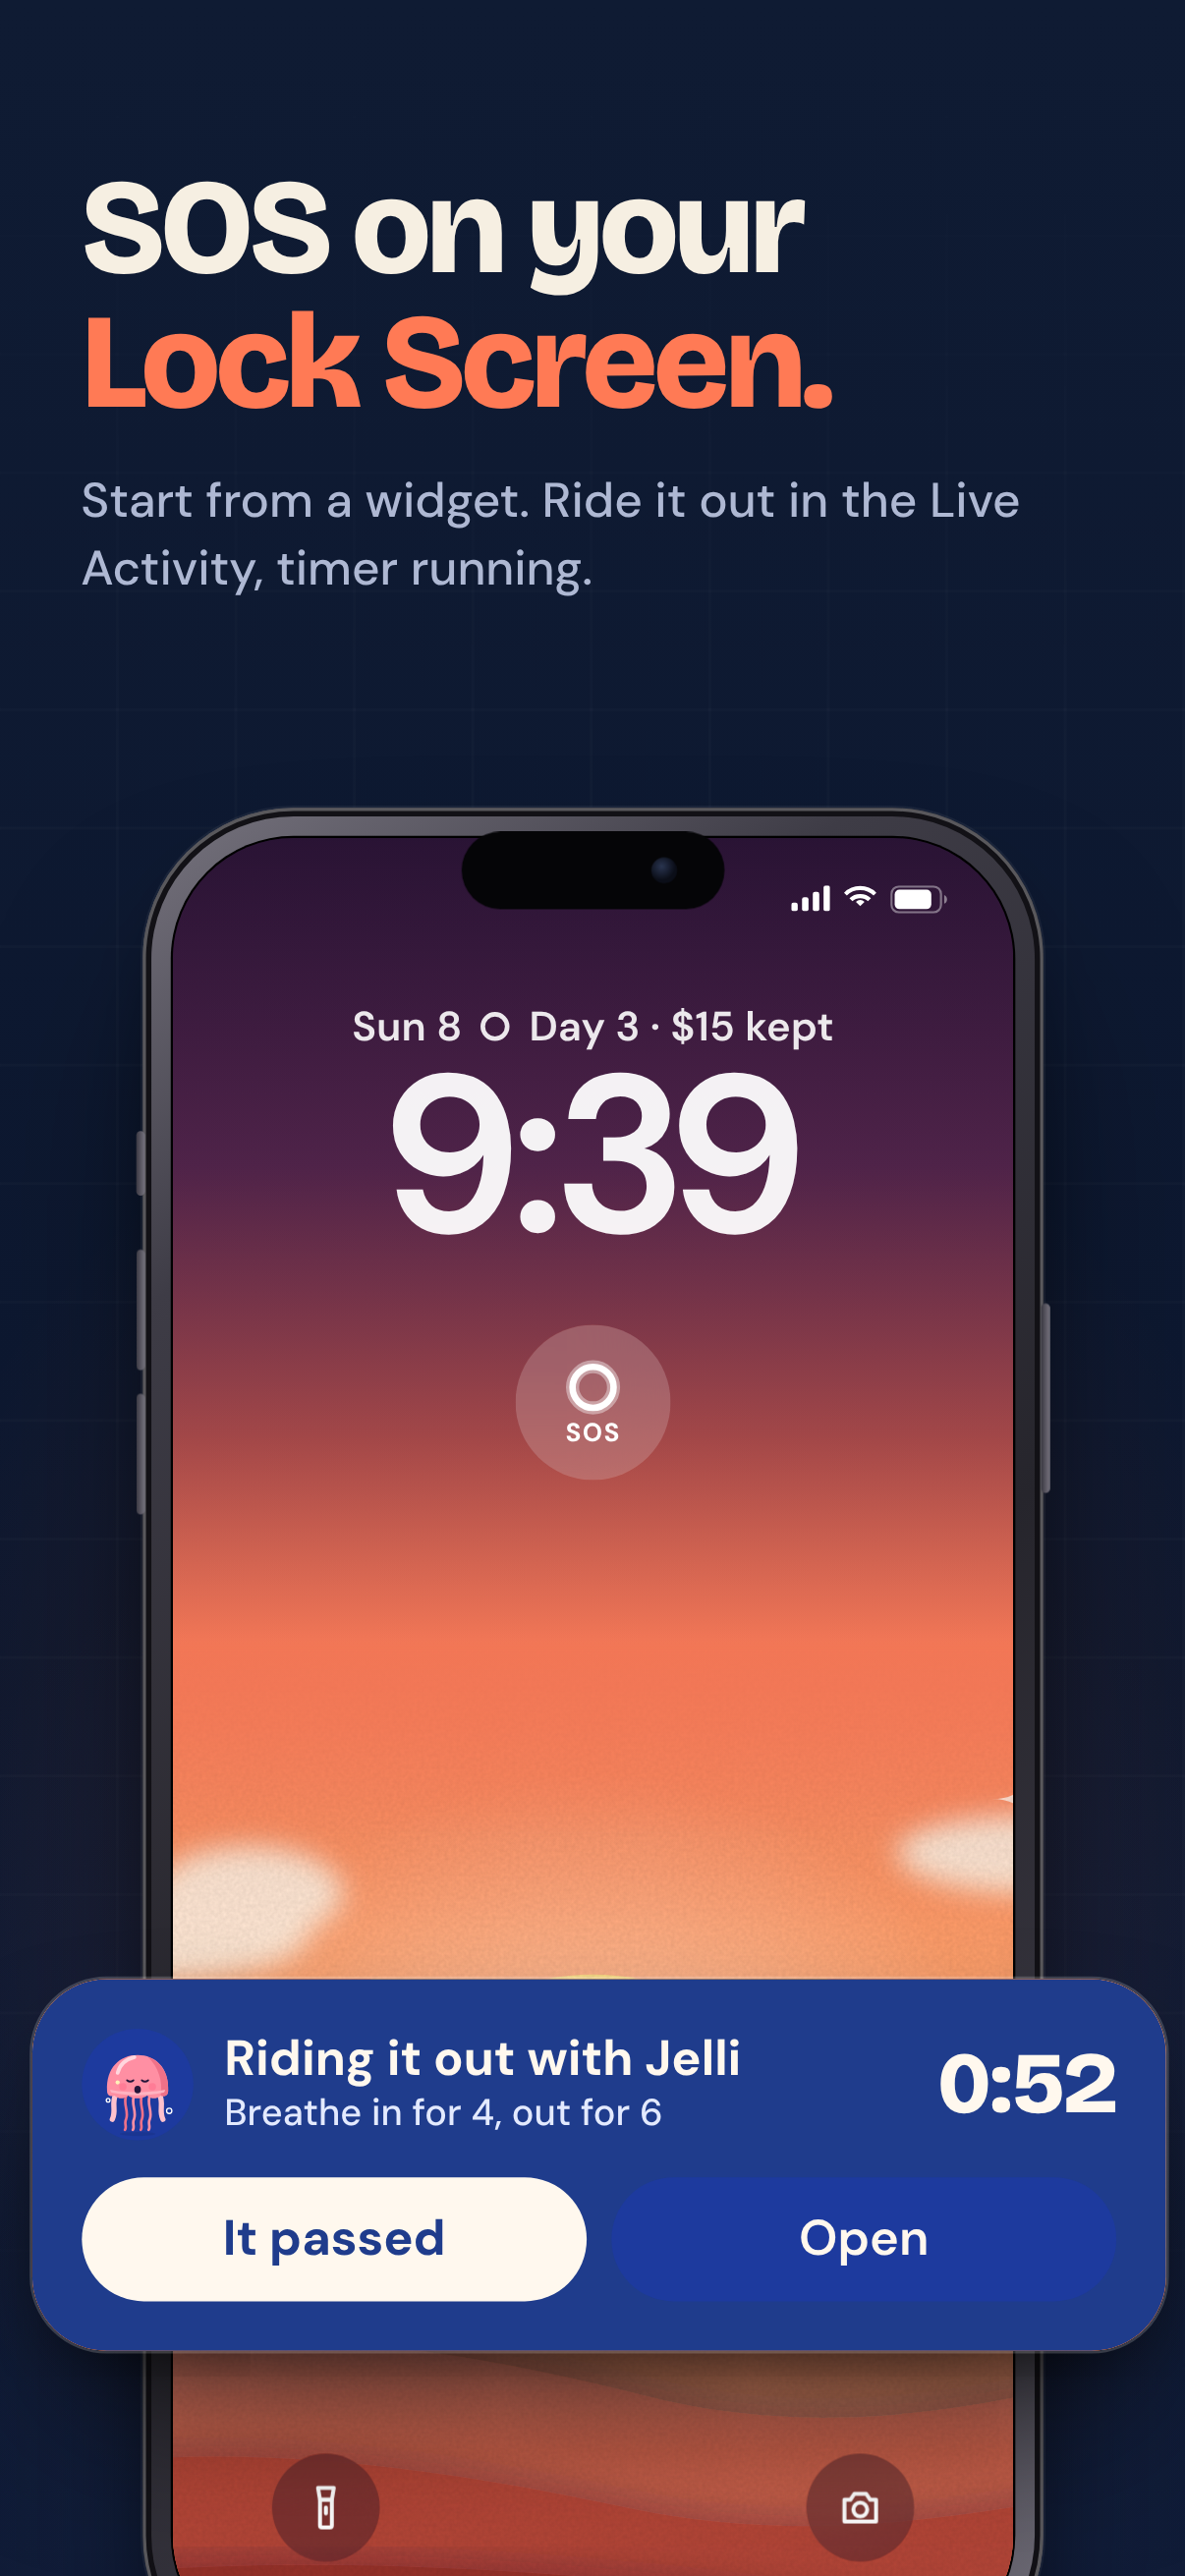 SOS on your
Lock Screen.
Start from a widget. Ride it out in the Live
Activity, timer running.
Sun 8 Day 3 · $15 kept
9:39
SOS
Riding it out with Jelli
Breathe in for 4, out for 6
0:52
It passed
Open